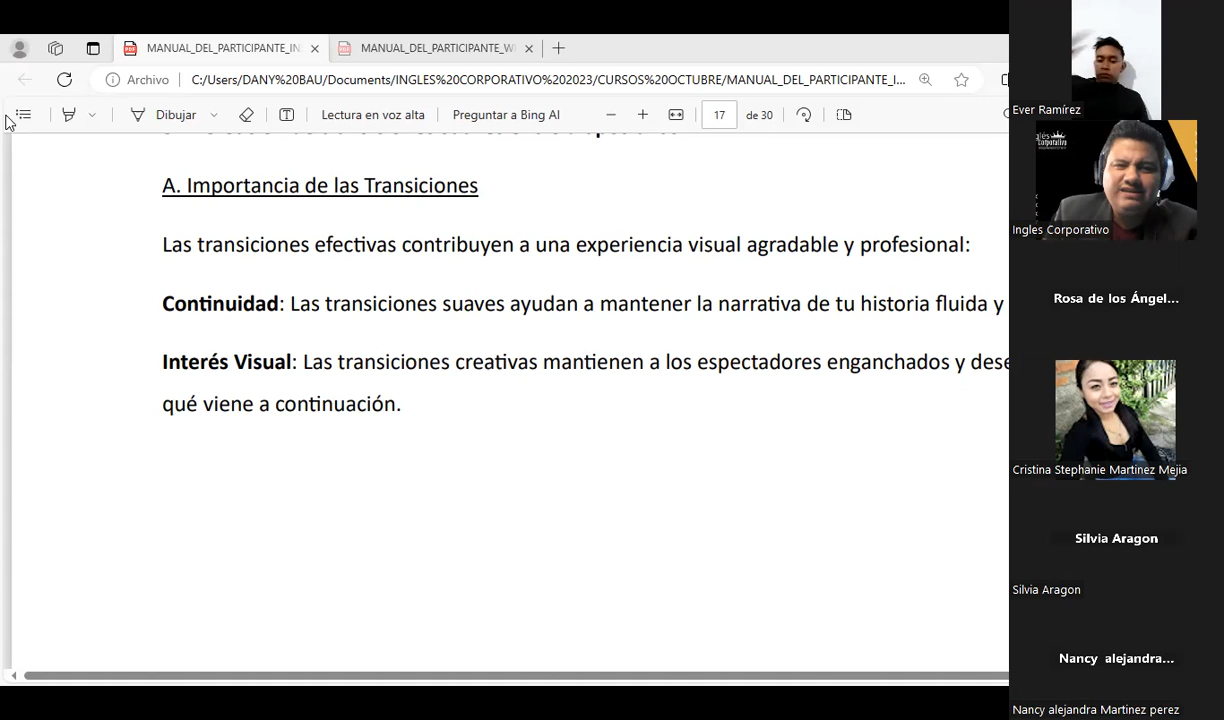 MANUAL_DEL_PARTICIPANTE_IN
MANUAL_DEL_PARTICIPANTE_W
Archivo
C:/Users/DANY%20BAU/Documents/INGLES%20CORPORATIVO%202023/CURSOS%20OCTUBRE/MANUAL_DEL_PARTICIPANTE_I...
Dibujar
Lectura en voz alta
Preguntar a Bing AI
17
de 30
A. Importancia de las Transiciones
Las transiciones efectivas contribuyen a una experiencia visual agradable y profesional:
Continuidad: Las transiciones suaves ayudan a mantener la narrativa de tu historia fluida y
Interés Visual: Las transiciones creativas mantienen a los espectadores enganchados y dese
qué viene a continuación.
Ever Ramírez
Ingles Corporativo
Rosa de los Ángel...
Cristina Stephanie Martinez Mejia
Silvia Aragon
Silvia Aragon
Nancy alejandra...
Nancy alejandra Martinez perez